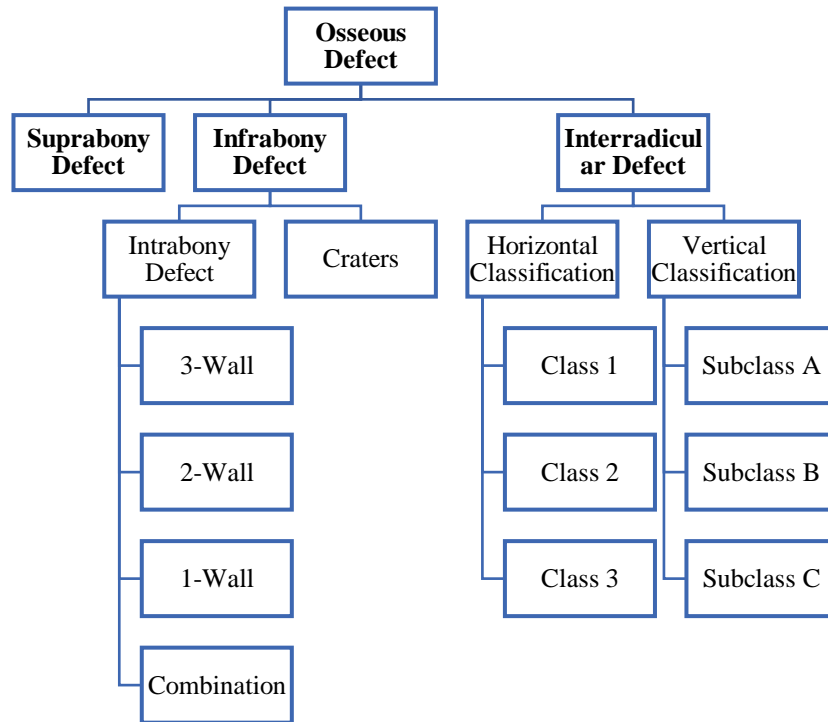 Osseous
Defect
Suprabony
Defect
Infrabony
Defect
Interradicul
ar Defect
Intrabony
Defect
Craters
Horizontal
Classification
Vertical
Classification
3-Wall
2-Wall
1-Wall
Combination
Class 1
Class 2
Class 3
Subclass A
Subclass B
Subclass C